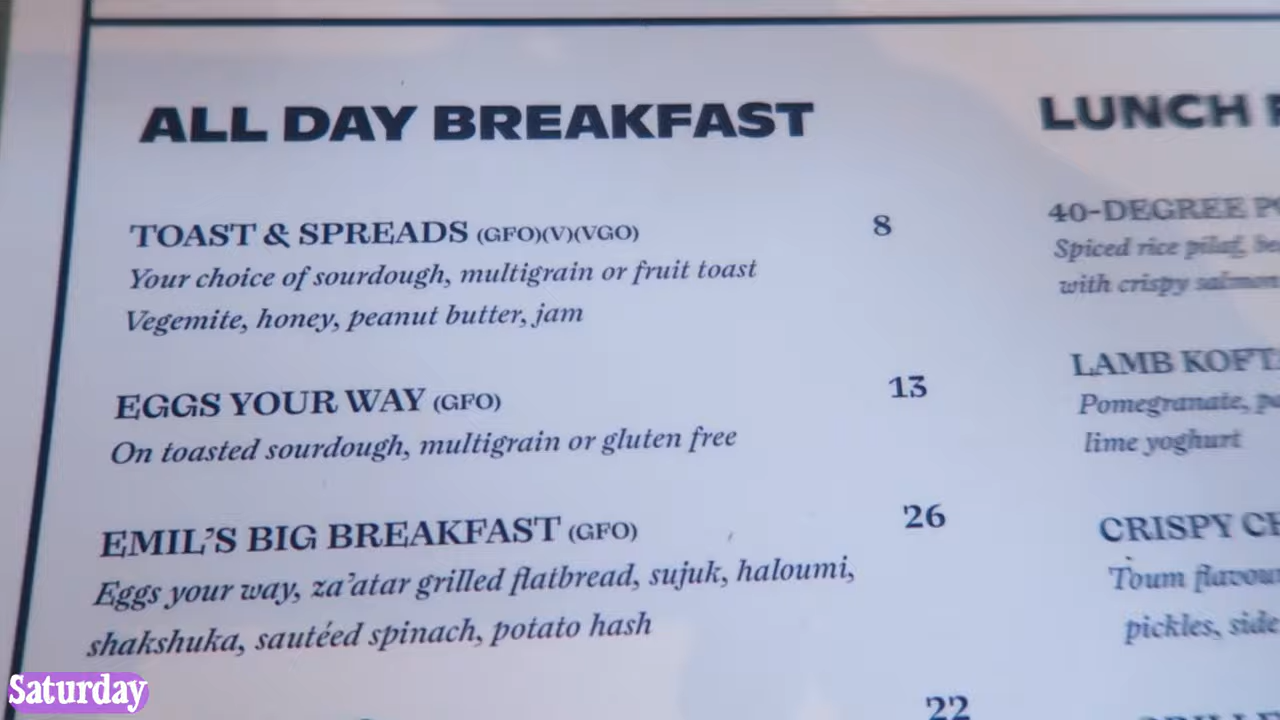 ALL DAY BREAKFAST
TOAST & SPREADS (GFO)(V)(VGO) 8
Your choice of sourdough, multigrain or fruit toast
Vegemite, honey, peanut butter, jam
EGGS YOUR WAY (GFO) 13
On toasted sourdough, multigrain or gluten free
EMIL'S BIG BREAKFAST (GFO) 26
Eggs your way, za'atar grilled flatbread, sujuk, haloumi,
shakshuka, sautéed spinach, potato hash
22
LUNCH
40-DEGREE
Spiced rice pilaf,
with crispy salmon
LAMB
Pomegranate,
lime yoghurt
CRISPY
Toum
pickles, side
Saturday